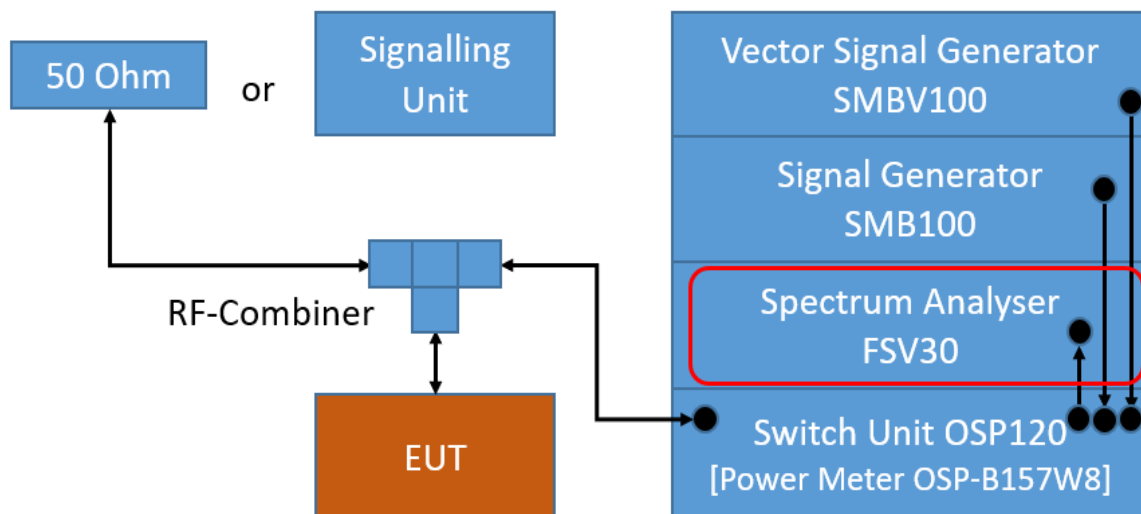 50 Ohm
or
Signalling
Unit
Vector Signal Generator
SMBV100
Signal Generator
SMB100
Spectrum Analyser
FSV30
RF-Combiner
EUT
Switch Unit OSP120
[Power Meter OSP-B157W8]